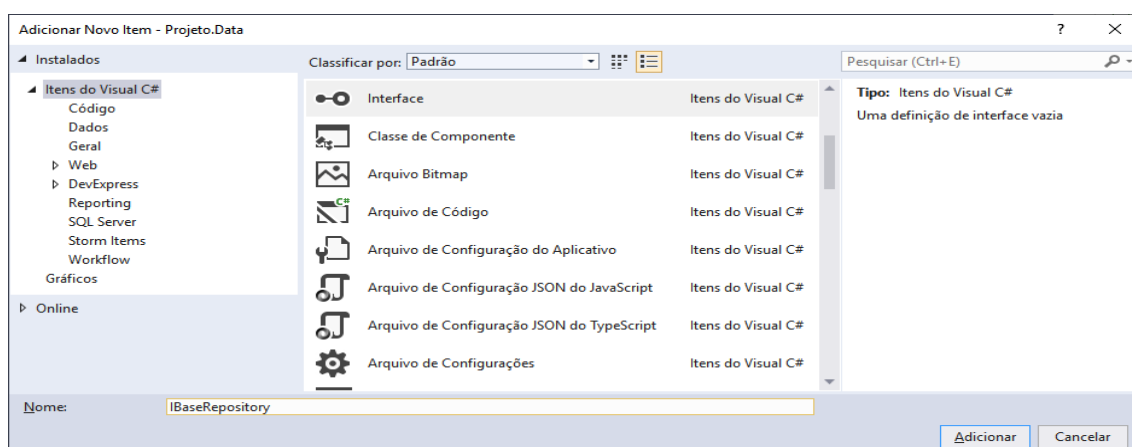 Adicionar Novo Item - Projeto.Data
?
Instalados
Classificar por: Padrão
Pesquisar (Ctrl+E)
Itens do Visual C#
Código
Dados
Geral
Web
DevExpress
Reporting
SQL Server
Storm Items
Workflow
Gráficos
Online
Interface Itens do Visual C#
Classe de Componente Itens do Visual C#
Arquivo Bitmap Itens do Visual C#
C#
Arquivo de Código Itens do Visual C#
Arquivo de Configuração do Aplicativo Itens do Visual C#
Arquivo de Configuração JSON do JavaScript Itens do Visual C#
Arquivo de Configuração JSON do TypeScript Itens do Visual C#
Arquivo de Configurações Itens do Visual C#
Tipo: Itens do Visual C#
Uma definição de interface vazia
Nome: IBaseRepository
Adicionar Cancelar